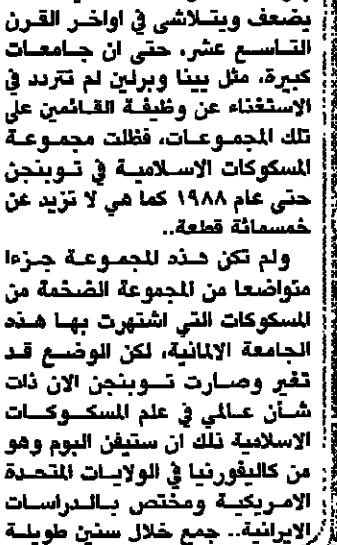 يضعف ويتلاشى في اواخر القرن
التاسع عشر. حتى ان جامعات
كبيرة، مثل يينا وبرلين لم تتردد في
الاستغناء عن وظيفة القائمين على
تلك المجموعات، فظلت مجموعة
المسكوكات الاسلامية في توبنجن
حتى عام ١٩٨٨ كما هي لا تزيد عن
خمسمائة قطعة..
ولم تكن هذه المجموعة جزءا
متواضعا من المجموعة الضخمة من
المسكوكات التي اشتهرت بها هذه
الجامعة الالمانية، لكن الوضع قد
تغير وصارت توبنجن الان ذات
شأن عالمي في علم المسكوكات
الاسلامية ذلك ان ستيفن البوم وهو
من كاليفورنيا في الولايات المتحدة
الامريكية ومختص بالدراسات
الايرانية.. جمع خلال سنين طويلة